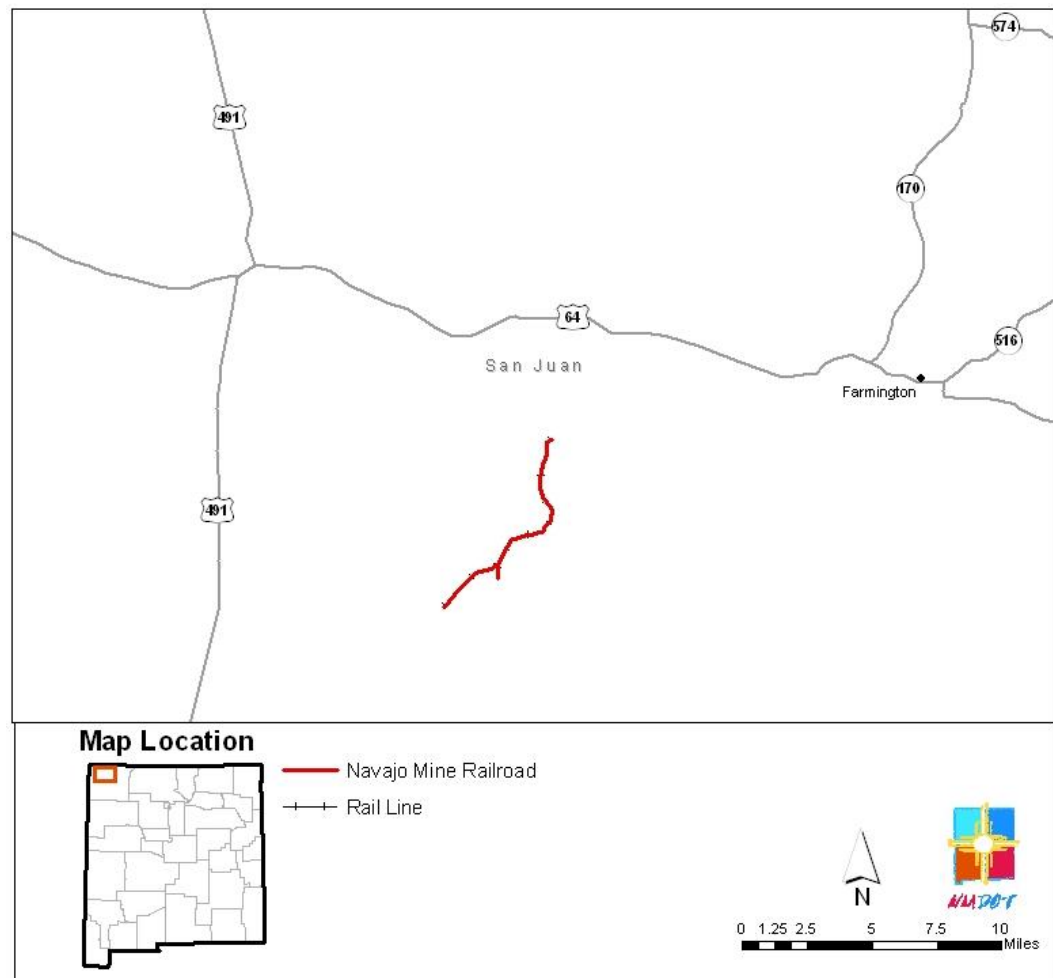 574
491
170
64
516
San Juan
Farmington
491
Map Location
Navajo Mine Railroad
Rail Line
N
NMDOT
0 1.25 2.5 5 7.5 10
Miles